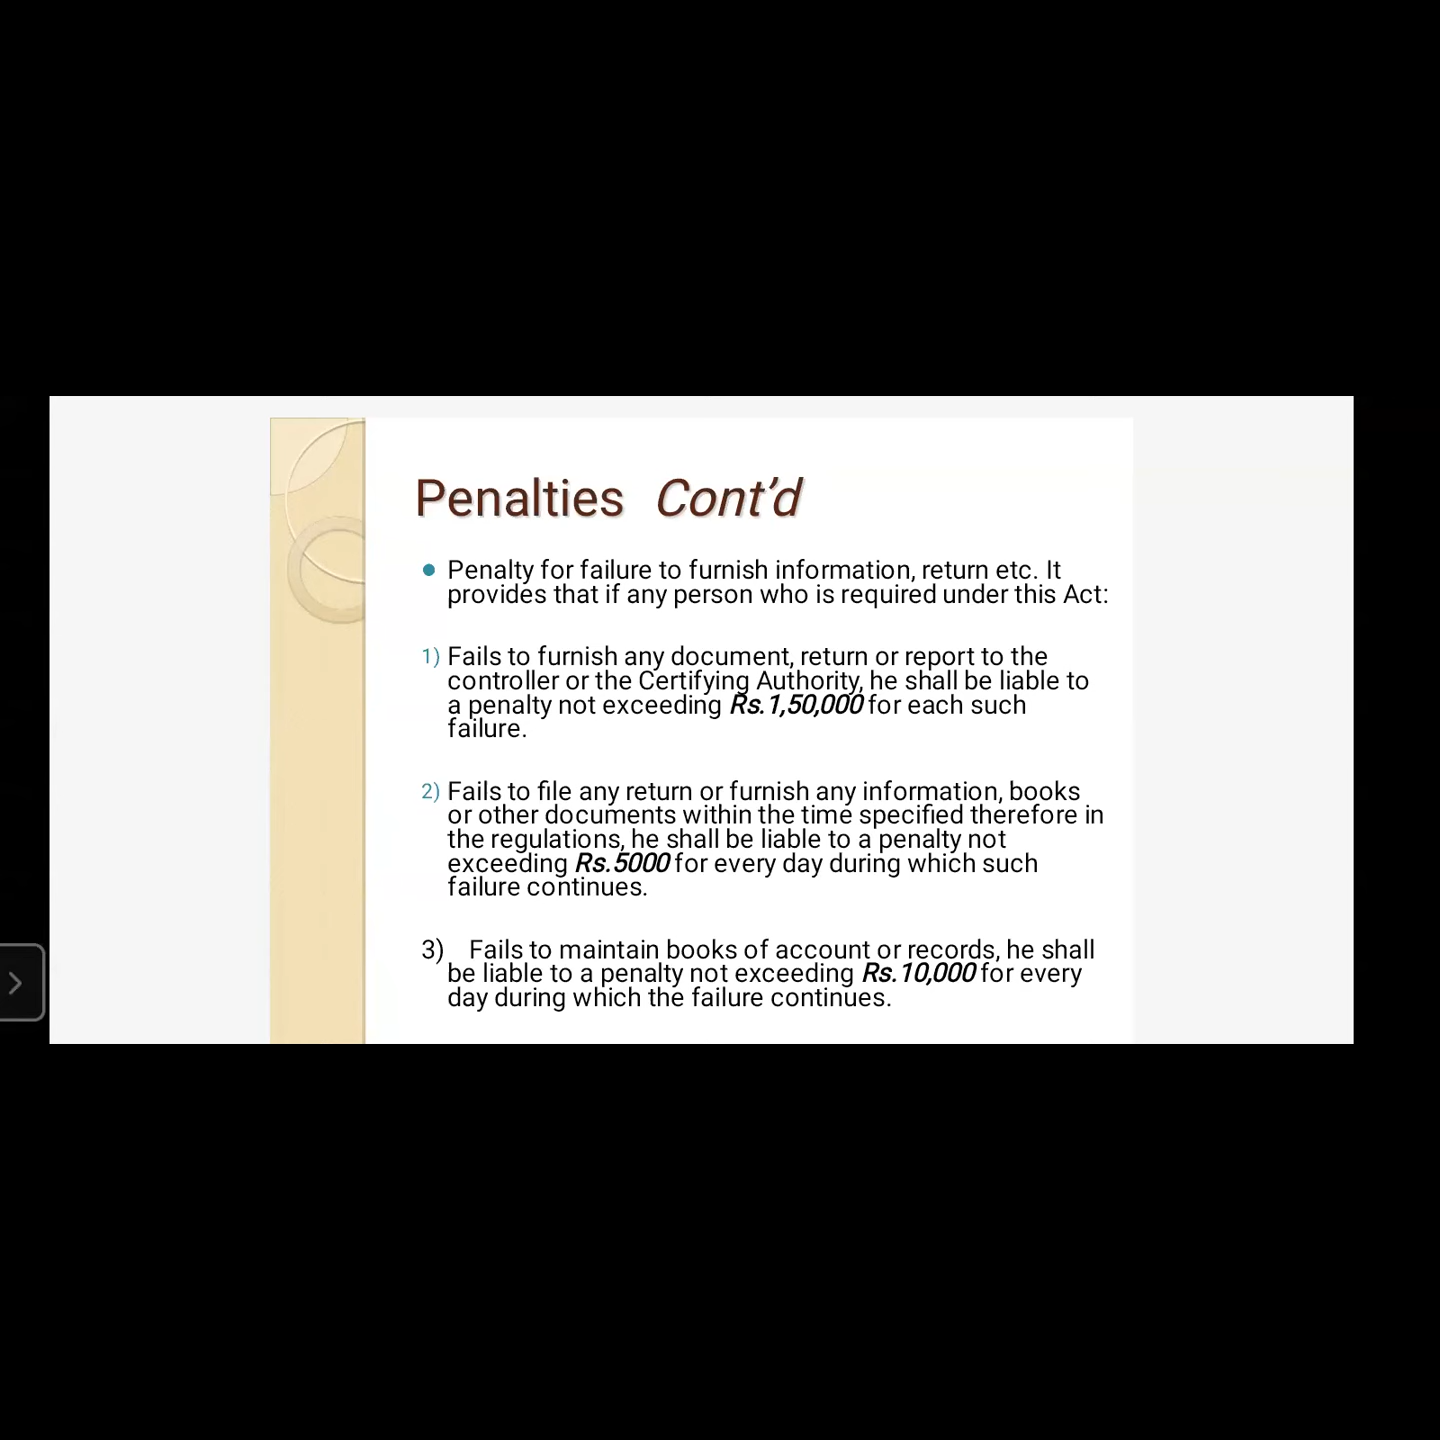 Penalties Cont’d
● Penalty for failure to furnish information, return etc. It
provides that if any person who is required under this Act:
1) Fails to furnish any document, return or report to the
controller or the Certifying Authority, he shall be liable to
a penalty not exceeding Rs.1,50,000 for each such
failure.
2) Fails to file any return or furnish any information, books
or other documents within the time specified therefore in
the regulations, he shall be liable to a penalty not
exceeding Rs.5000 for every day during which such
failure continues.
3) Fails to maintain books of account or records, he shall
be liable to a penalty not exceeding Rs.10,000 for every
day during which the failure continues.